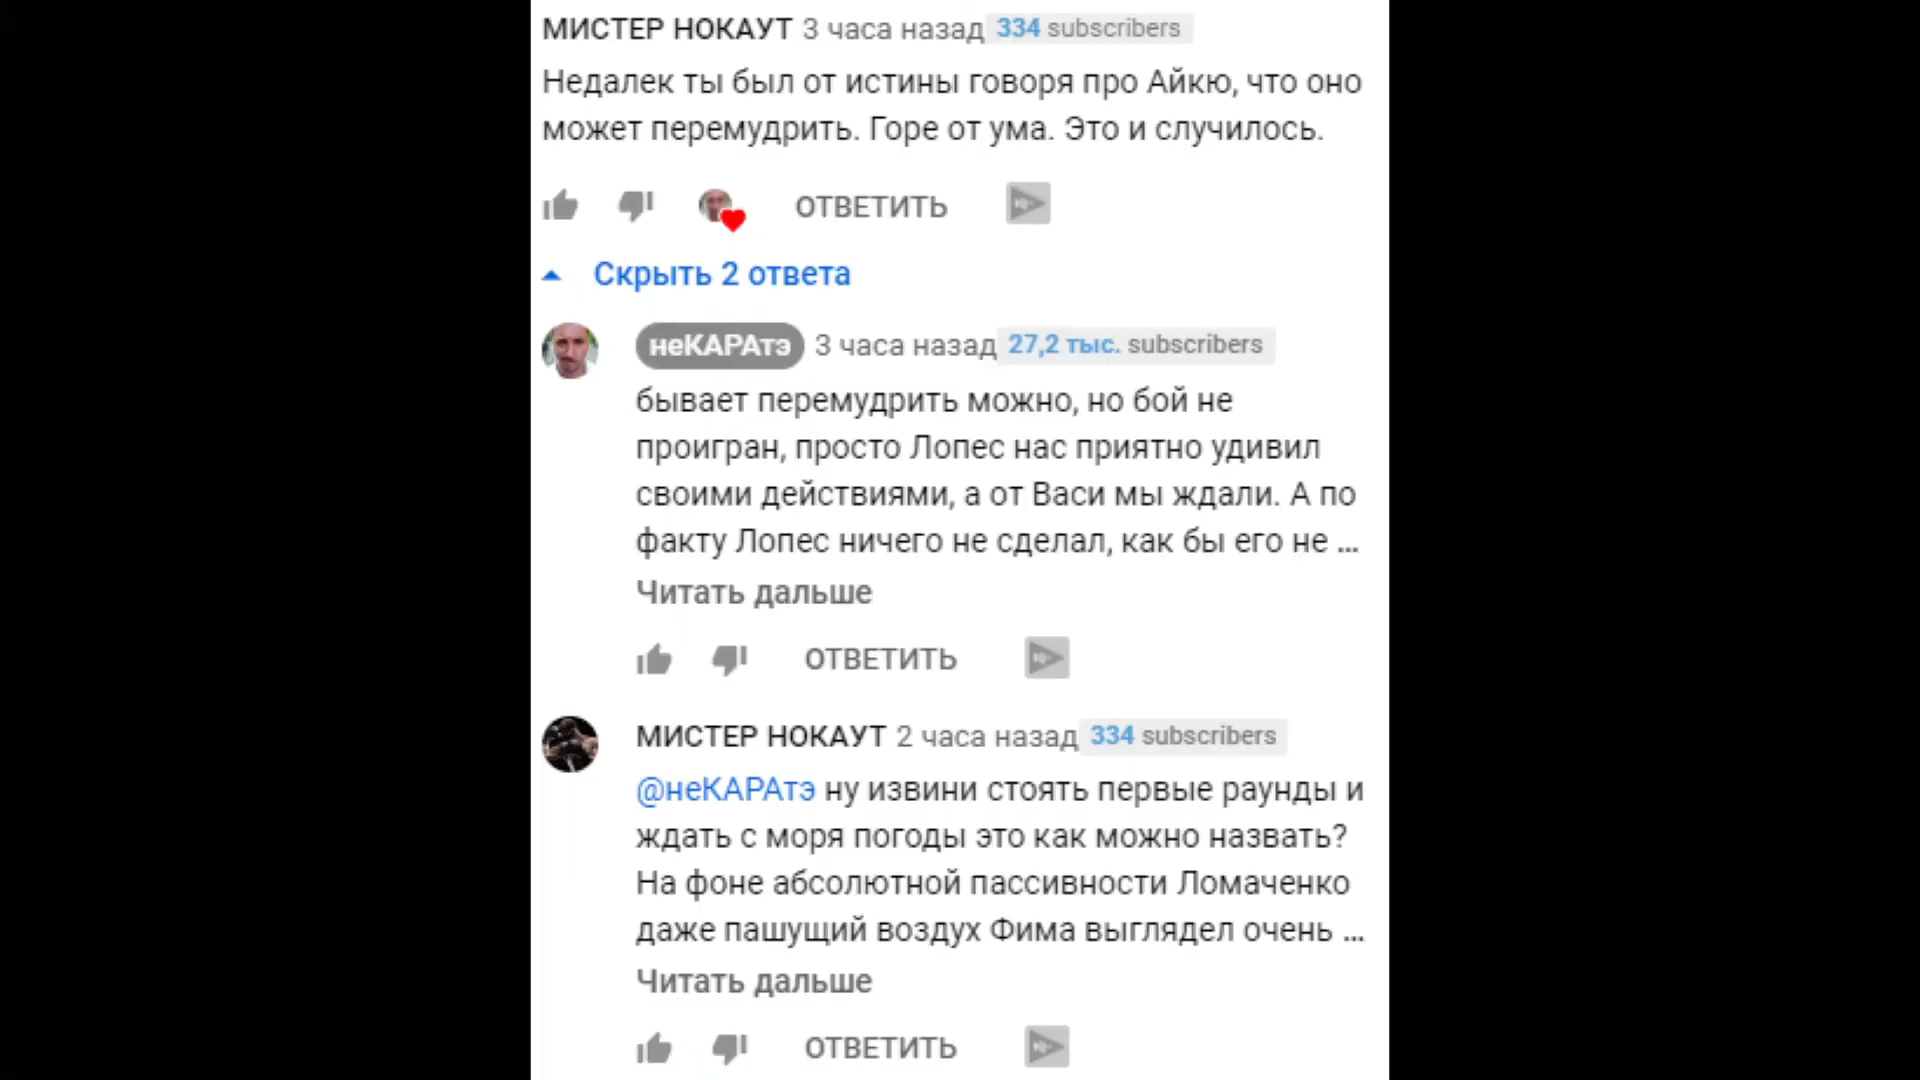 МИСТЕР НОКАУТ 3 часа назад 334 subscribers
Недалек ты был от истины говоря про Айкю, что оно
может перемудрить. Горе от ума. Это и случилось.
ОТВЕТИТЬ
Скрыть 2 ответа
неКАРАтэ 3 часа назад 27,2 тыс. subscribers
бывает перемудрить можно, но бой не
проигран, просто Лопес нас приятно удивил
своими действиями, а от Васи мы ждали. А по
факту Лопес ничего не сделал, как бы его не ...
Читать дальше
ОТВЕТИТЬ
МИСТЕР НОКАУТ 2 часа назад 334 subscribers
@неКАРАтэ ну извини стоять первые раунды и
ждать с моря погоды это как можно назвать?
На фоне абсолютной пассивности Ломаченко
даже пашущий воздух Фима выглядел очень ...
Читать дальше
ОТВЕТИТЬ